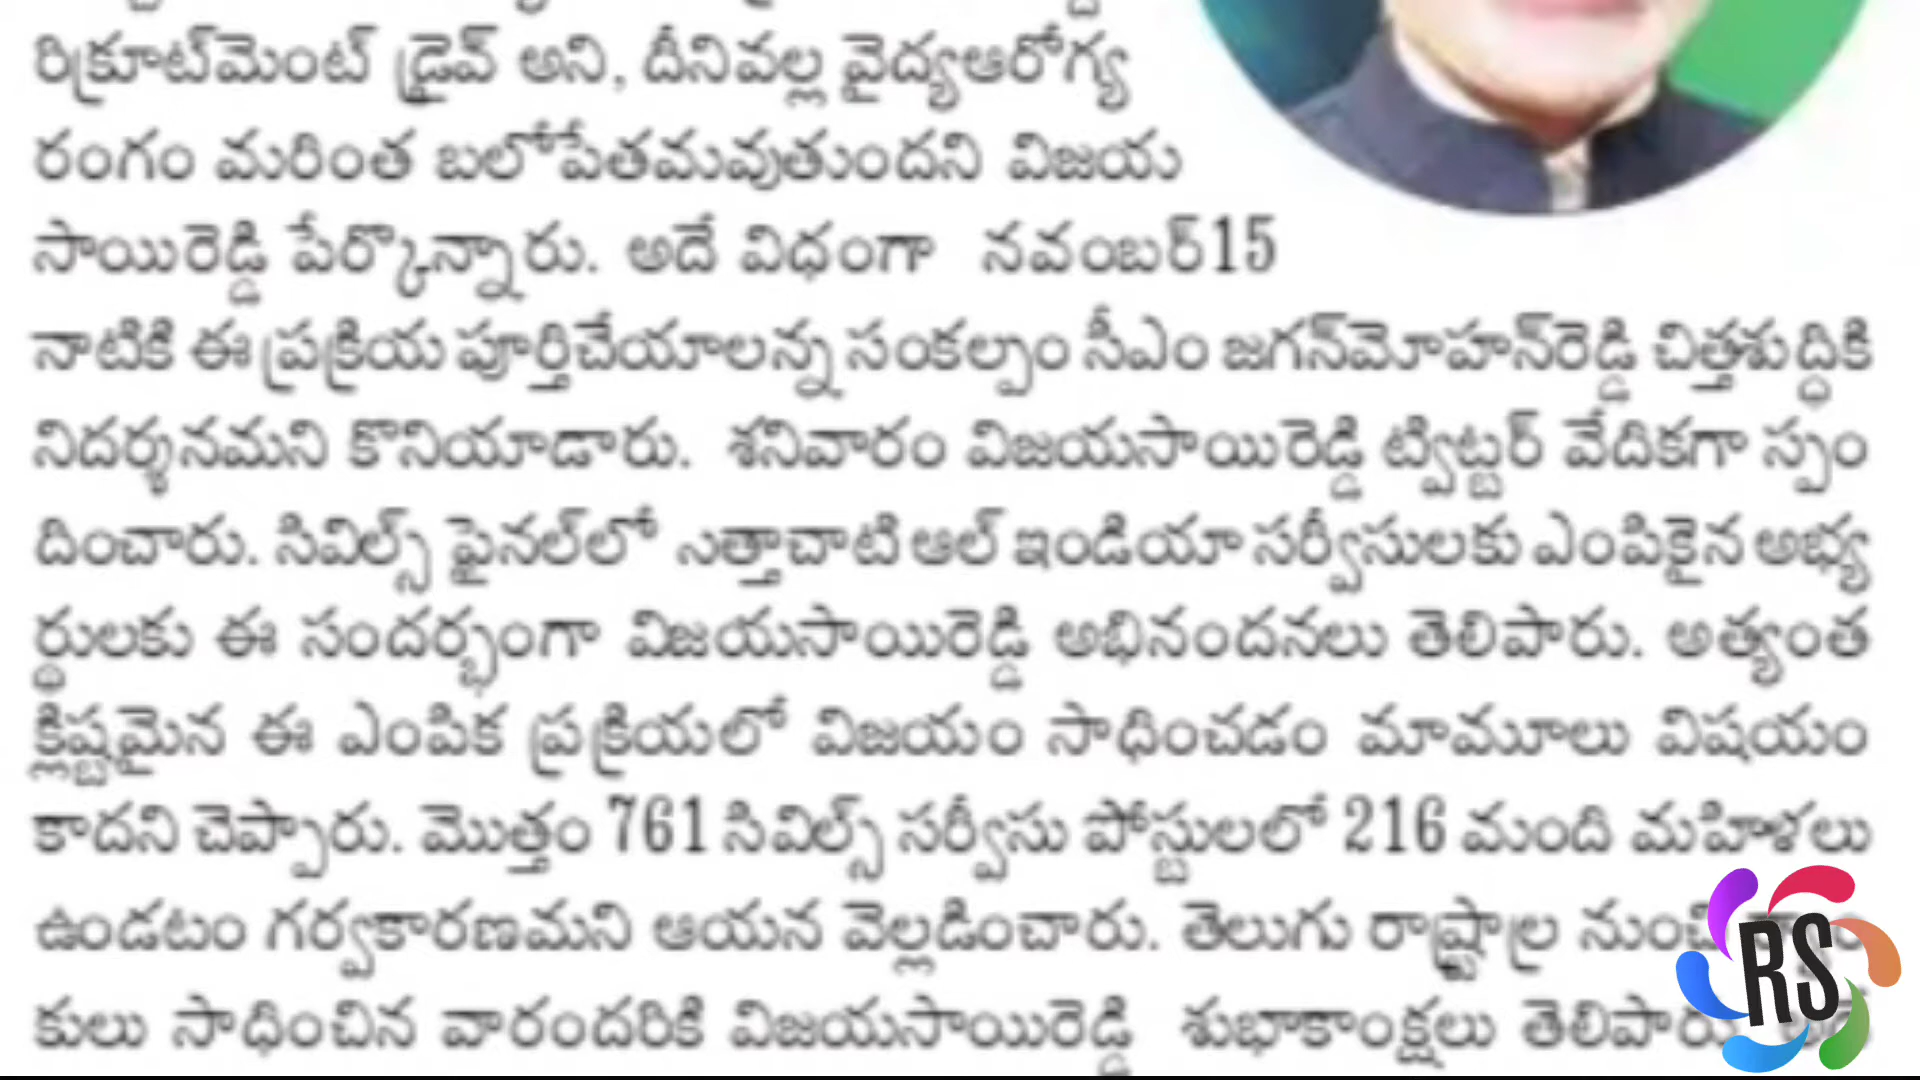 రిక్రూట్‌మెంట్ డ్రైవ్ అని, దీనివల్ల వైద్యఆరోగ్య
రంగం మరింత బలోపేతమవుతుందని విజయ
సాయిరెడ్డి పేర్కొన్నారు. అదే విధంగా నవంబర్15
నాటికి ఈ ప్రక్రియ పూర్తిచేయాలన్న సంకల్పం సీఎం జగన్‌మోహన్‌రెడ్డి చిత్తశుద్ధికి
నిదర్శనమని కొనియాడారు. శనివారం విజయసాయిరెడ్డి ట్విట్టర్ వేదికగా స్పం
దించారు. సివిల్స్ ఫైనల్‌లో సత్తాచాటి ఆల్ ఇండియా సర్వీసులకు ఎంపికైన అభ్య
ర్థులకు ఈ సందర్భంగా విజయసాయిరెడ్డి అభినందనలు తెలిపారు. అత్యంత
క్లిష్టమైన ఈ ఎంపిక ప్రక్రియలో విజయం సాధించడం మామూలు విషయం
కాదని చెప్పారు. మొత్తం 761 సివిల్స్ సర్వీసు పోస్టులలో 216 మంది మహిళలు
ఉండటం గర్వకారణమని ఆయన వెల్లడించారు. తెలుగు రాష్ట్రాల్ర నుంచి
కులు సాధించిన వారందరికి విజయసాయిరెడ్డి శుభాకాంక్షలు తెలిపారు.
RS